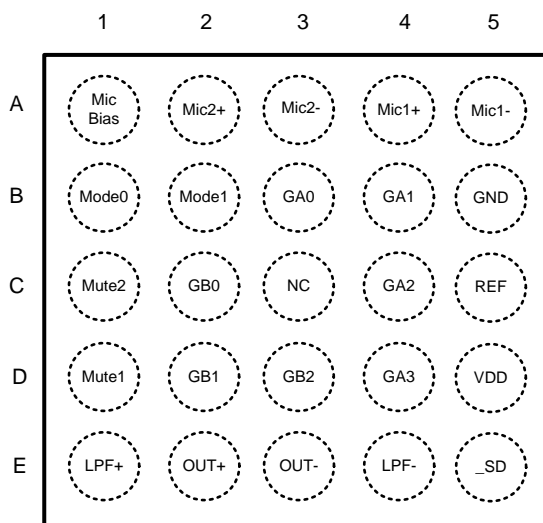 1 2 3 4 5
A Mic Bias Mic2+ Mic2- Mic1+ Mic1-
B Mode0 Mode1 GA0 GA1 GND
C Mute2 GB0 NC GA2 REF
D Mute1 GB1 GB2 GA3 VDD
E LPF+ OUT+ OUT- LPF- _SD